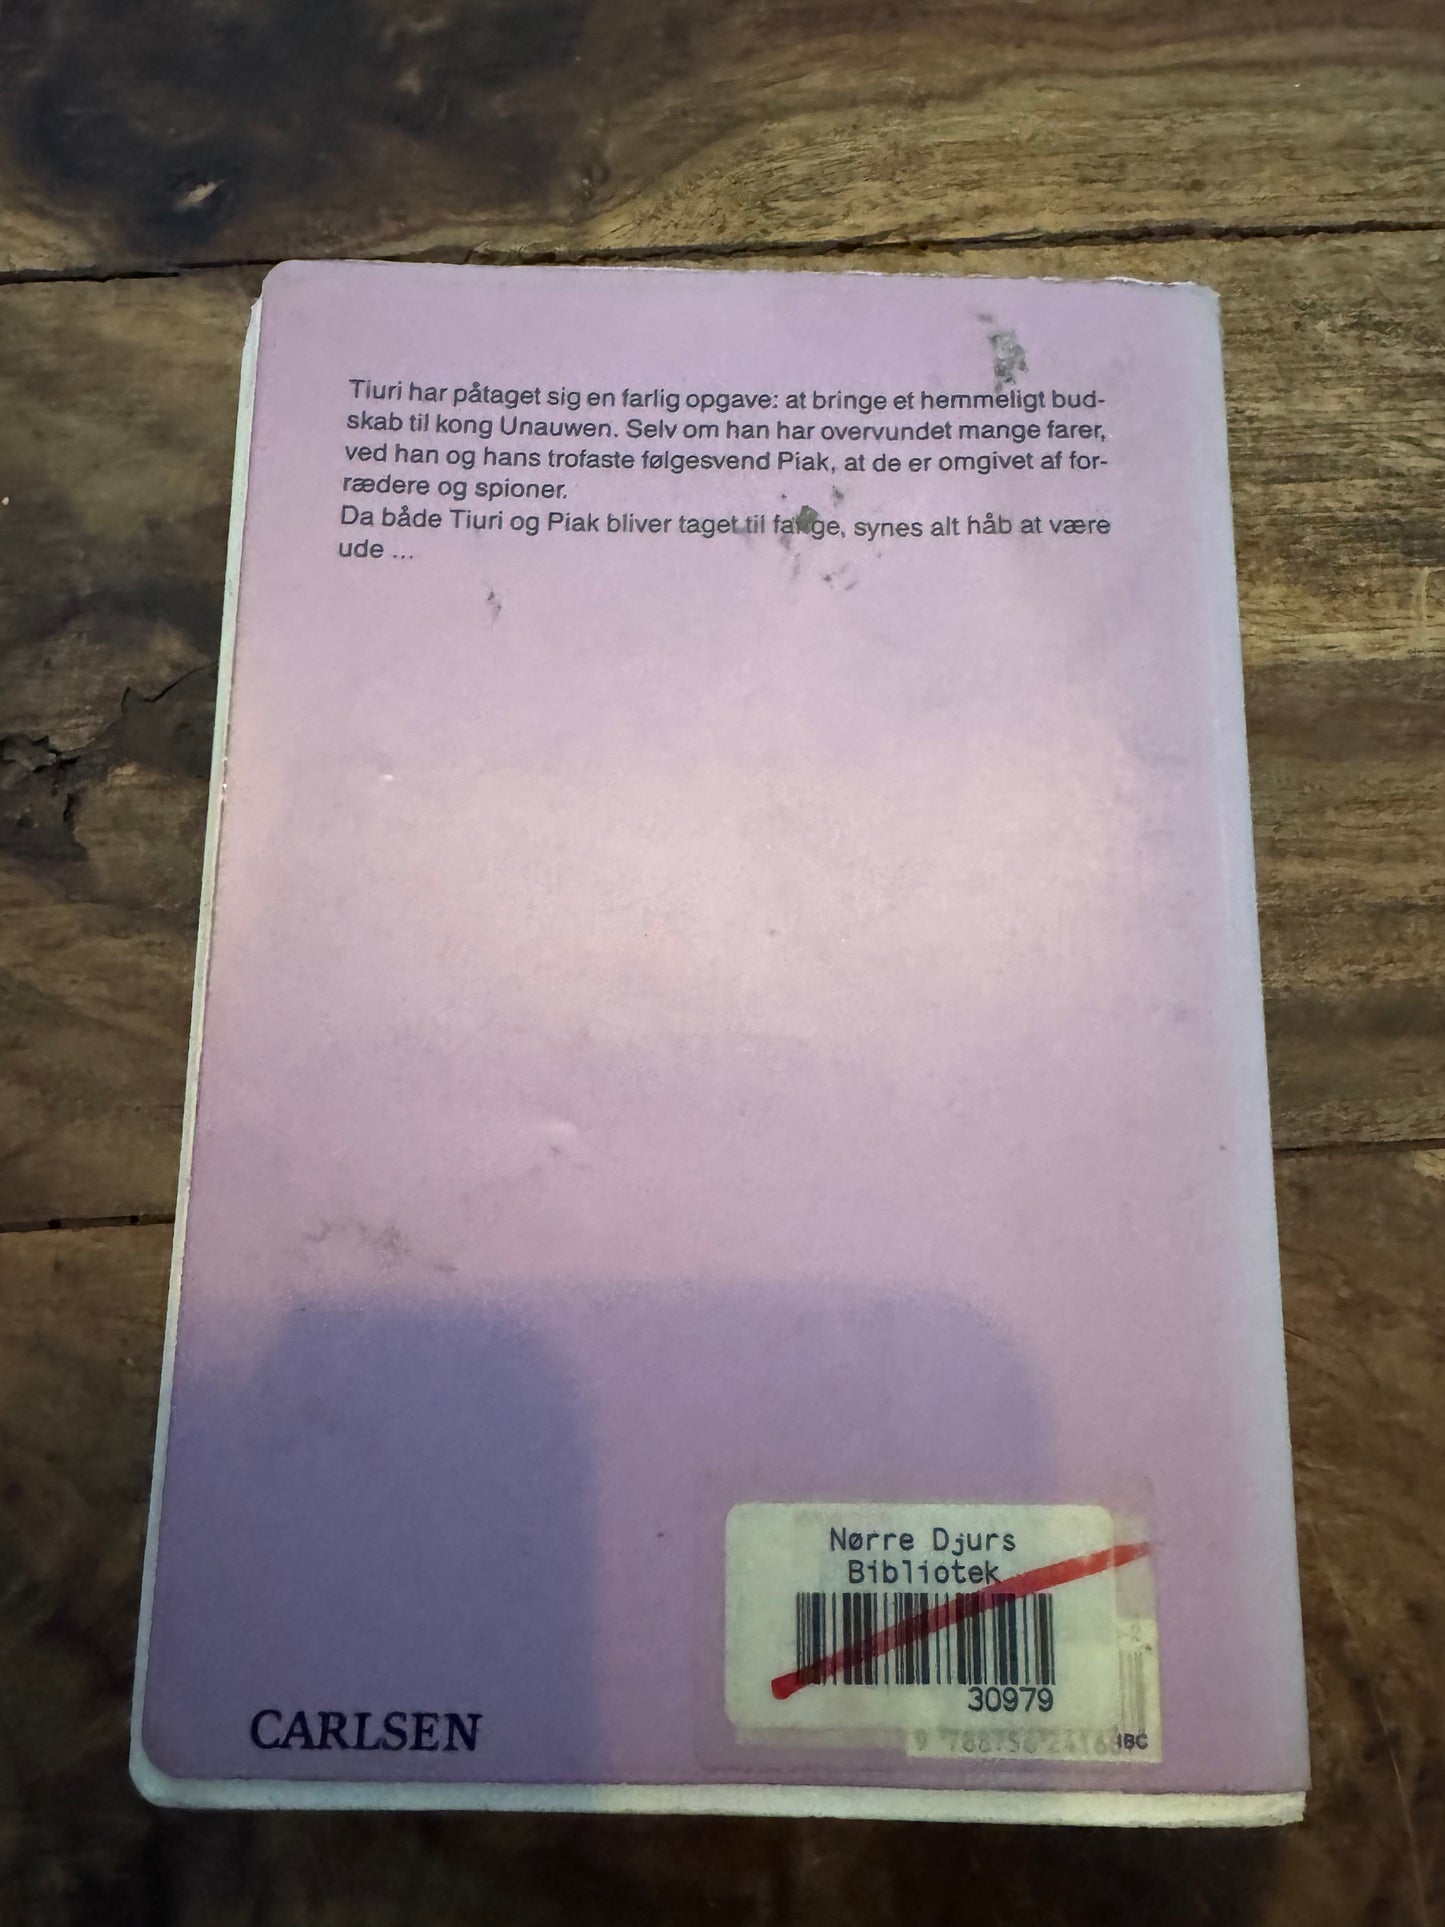 Tiuri har påtaget sig en farlig opgave: at bringe et hemmeligt bud-
skab til kong Unauwen. Selv om han har overvundet mange farer,
ved han og hans trofaste følgesvend Piak, at de er omgivet af for-
rædere og spioner.
Da både Tiuri og Piak bliver taget til fange, synes alt håb at være
ude ...
Nørre Djurs
Bibliotek
30979
IBC
CARLSEN